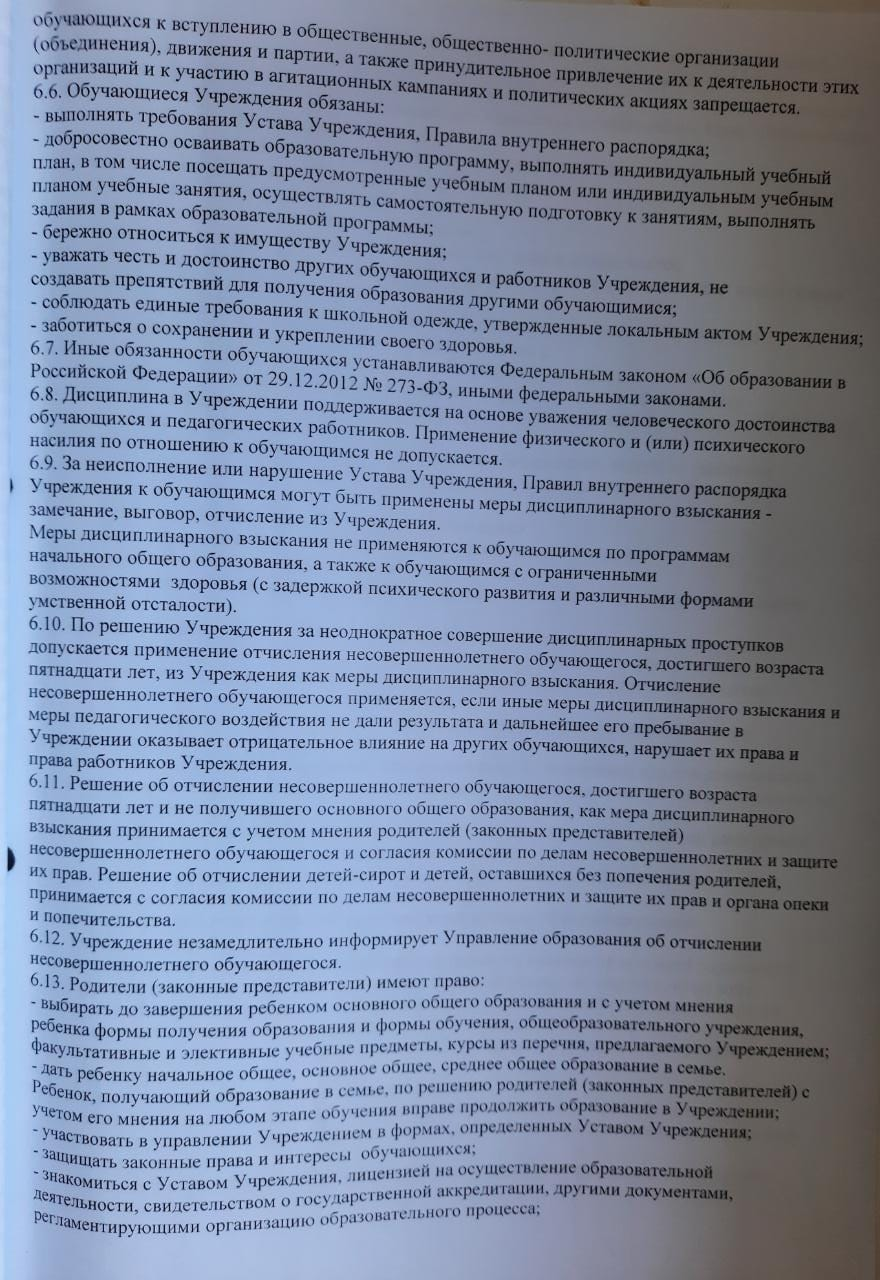 обучающихся к вступлению в общественные, общественно- политические организации
(объединения), движения и партии, а также принудительное привлечение их к деятельности этих
организаций и к участию в агитационных кампаниях и политических акциях запрещается.
6.6. Обучающиеся Учреждения обязаны:
- выполнять требования Устава Учреждения, Правила внутреннего распорядка;
- добросовестно осваивать образовательную программу, выполнять индивидуальный учебный
план, в том числе посещать предусмотренные учебным планом или индивидуальным учебным
планом учебные занятия, осуществлять самостоятельную подготовку к занятиям, выполнять
задания в рамках образовательной программы;
- бережно относиться к имуществу Учреждения;
- уважать честь и достоинство других обучающихся и работников Учреждения, не
создавать препятствий для получения образования другими обучающимися;
- соблюдать единые требования к школьной одежде, утвержденные локальным актом Учреждения;
- заботиться о сохранении и укреплении своего здоровья.
6.7. Иные обязанности обучающихся устанавливаются Федеральным законом «Об образовании в
Российской Федерации» от 29.12.2012 № 273-ФЗ, иными федеральными законами.
6.8. Дисциплина в Учреждении поддерживается на основе уважения человеческого достоинства
обучающихся и педагогических работников. Применение физического и (или) психического
насилия по отношению к обучающимся не допускается.
6.9. За неисполнение или нарушение Устава Учреждения, Правил внутреннего распорядка
Учреждения к обучающимся могут быть применены меры дисциплинарного взыскания -
замечание, выговор, отчисление из Учреждения.
Меры дисциплинарного взыскания не применяются к обучающимся по программам
начального общего образования, а также к обучающимся с ограниченными
возможностями здоровья (с задержкой психического развития и различными формами
умственной отсталости).
6.10. По решению Учреждения за неоднократное совершение дисциплинарных проступков
допускается применение отчисления несовершеннолетнего обучающегося, достигшего возраста
пятнадцати лет, из Учреждения как меры дисциплинарного взыскания. Отчисление
несовершеннолетнего обучающегося применяется, если иные меры дисциплинарного взыскания и
меры педагогического воздействия не дали результата и дальнейшее его пребывание в
Учреждении оказывает отрицательное влияние на других обучающихся, нарушает их права и
права работников Учреждения.
6.11. Решение об отчислении несовершеннолетнего обучающегося, достигшего возраста
пятнадцати лет и не получившего основного общего образования, как мера дисциплинарного
взыскания принимается с учетом мнения родителей (законных представителей)
несовершеннолетнего обучающегося и согласия комиссии по делам несовершеннолетних и защите
их прав. Решение об отчислении детей-сирот и детей, оставшихся без попечения родителей,
принимается с согласия комиссии по делам несовершеннолетних и защите их прав и органа опеки
и попечительства.
6.12. Учреждение незамедлительно информирует Управление образования об отчислении
несовершеннолетнего обучающегося.
6.13. Родители (законные представители) имеют право:
- выбирать до завершения ребенком основного общего образования и с учетом мнения
ребенка формы получения образования и формы обучения, общеобразовательного учреждения,
факультативные и элективные учебные предметы, курсы из перечня, предлагаемого Учреждением;
- дать ребенку начальное общее, основное общее, среднее общее образование в семье.
Ребенок, получающий образование в семье, по решению родителей (законных представителей) с
учетом его мнения на любом этапе обучения вправе продолжить образование в Учреждении;
- участвовать в управлении Учреждением в формах, определенных Уставом Учреждения;
- защищать законные права и интересы обучающихся;
- знакомиться с Уставом Учреждения, лицензией на осуществление образовательной
деятельности, свидетельством о государственной аккредитации, другими документами,
регламентирующими организацию образовательного процесса;